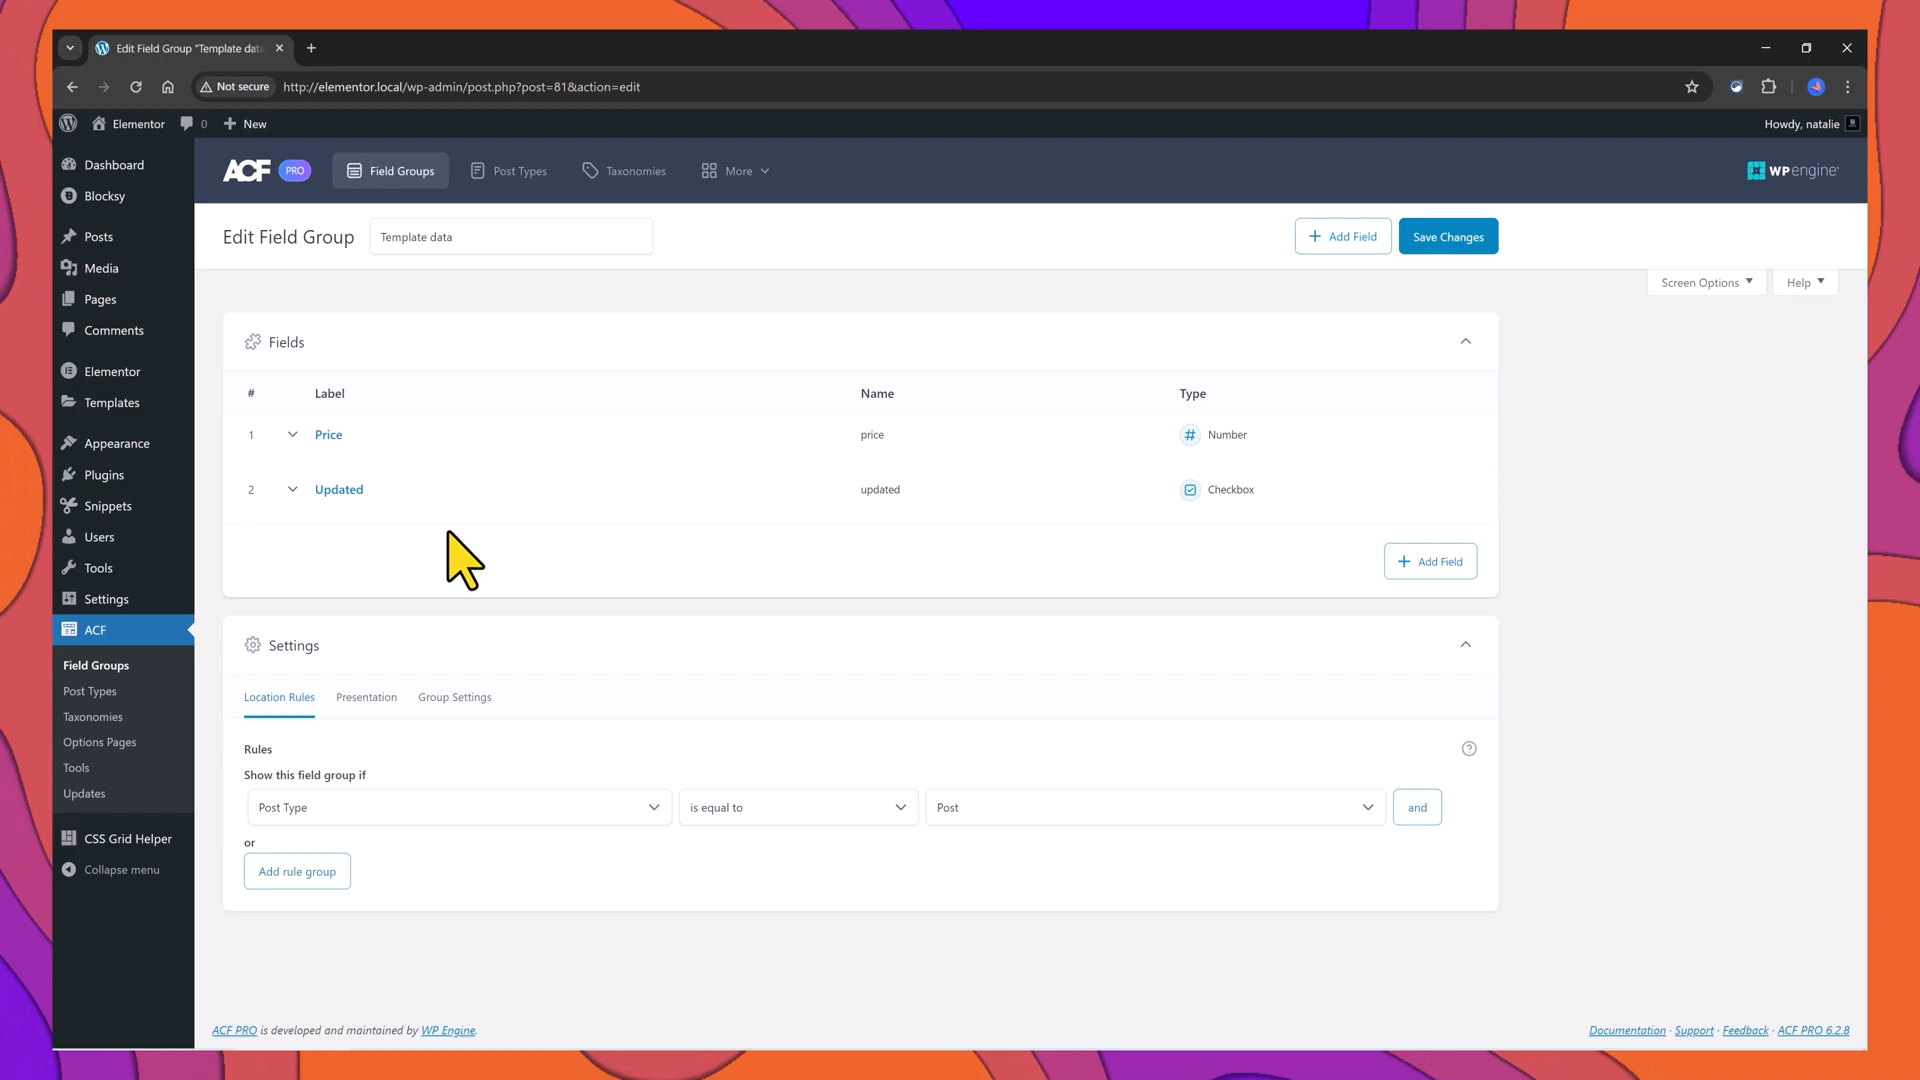 Edit Field Group "Template data
Not secure
http://elementor.local/wp-admin/post.php?post=81&action=edit
Elementor
0
New
Howdy, natalie
Dashboard
Blocksy
Posts
Media
Pages
Comments
Elementor
Templates
Appearance
Plugins
Snippets
Users
Tools
Settings
ACF
Field Groups
Post Types
Taxonomies
Options Pages
Tools
Updates
CSS Grid Helper
Collapse menu
ACF PRO
Field Groups
Post Types
Taxonomies
More
WP engine
Edit Field Group
Template data
Add Field
Save Changes
Screen Options
Help
Fields
# Label Name Type
1 Price price # Number
2 Updated updated Checkbox
Add Field
Settings
Location Rules Presentation Group Settings
Rules
Show this field group if
Post Type is equal to Post and
or
Add rule group
ACF PRO is developed and maintained by WP Engine.
Documentation · Support · Feedback · ACF PRO 6.2.8